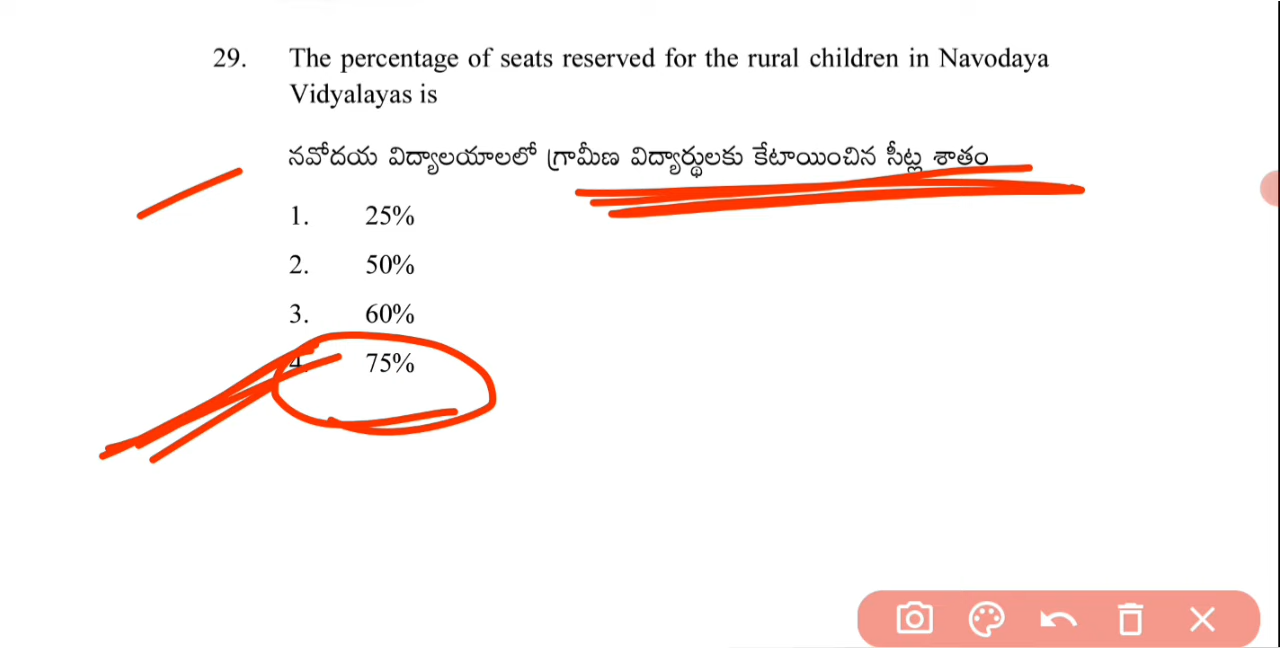 29. The percentage of seats reserved for the rural children in Navodaya
Vidyalayas is
నవోదయ విద్యాలయాలలో గ్రామీణ విద్యార్థులకు కేటాయించిన సీట్ల శాతం
1. 25%
2. 50%
3. 60%
4. 75%